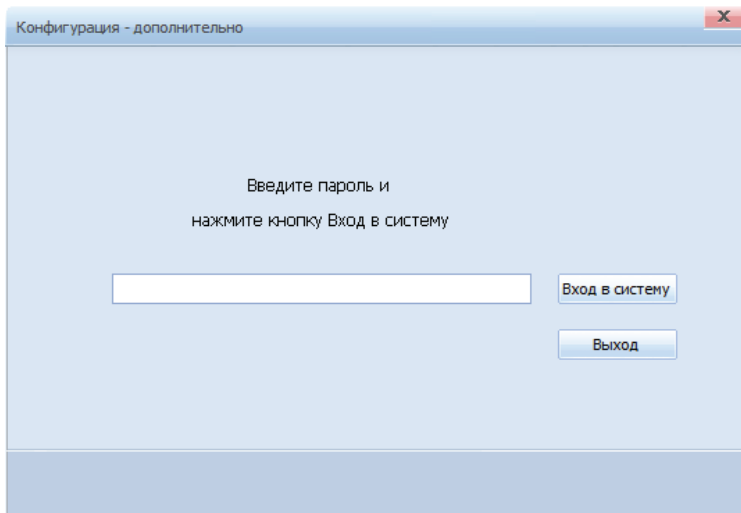 Конфигурация - дополнительно
X
Введите пароль и
нажмите кнопку Вход в систему
Вход в систему
Выход